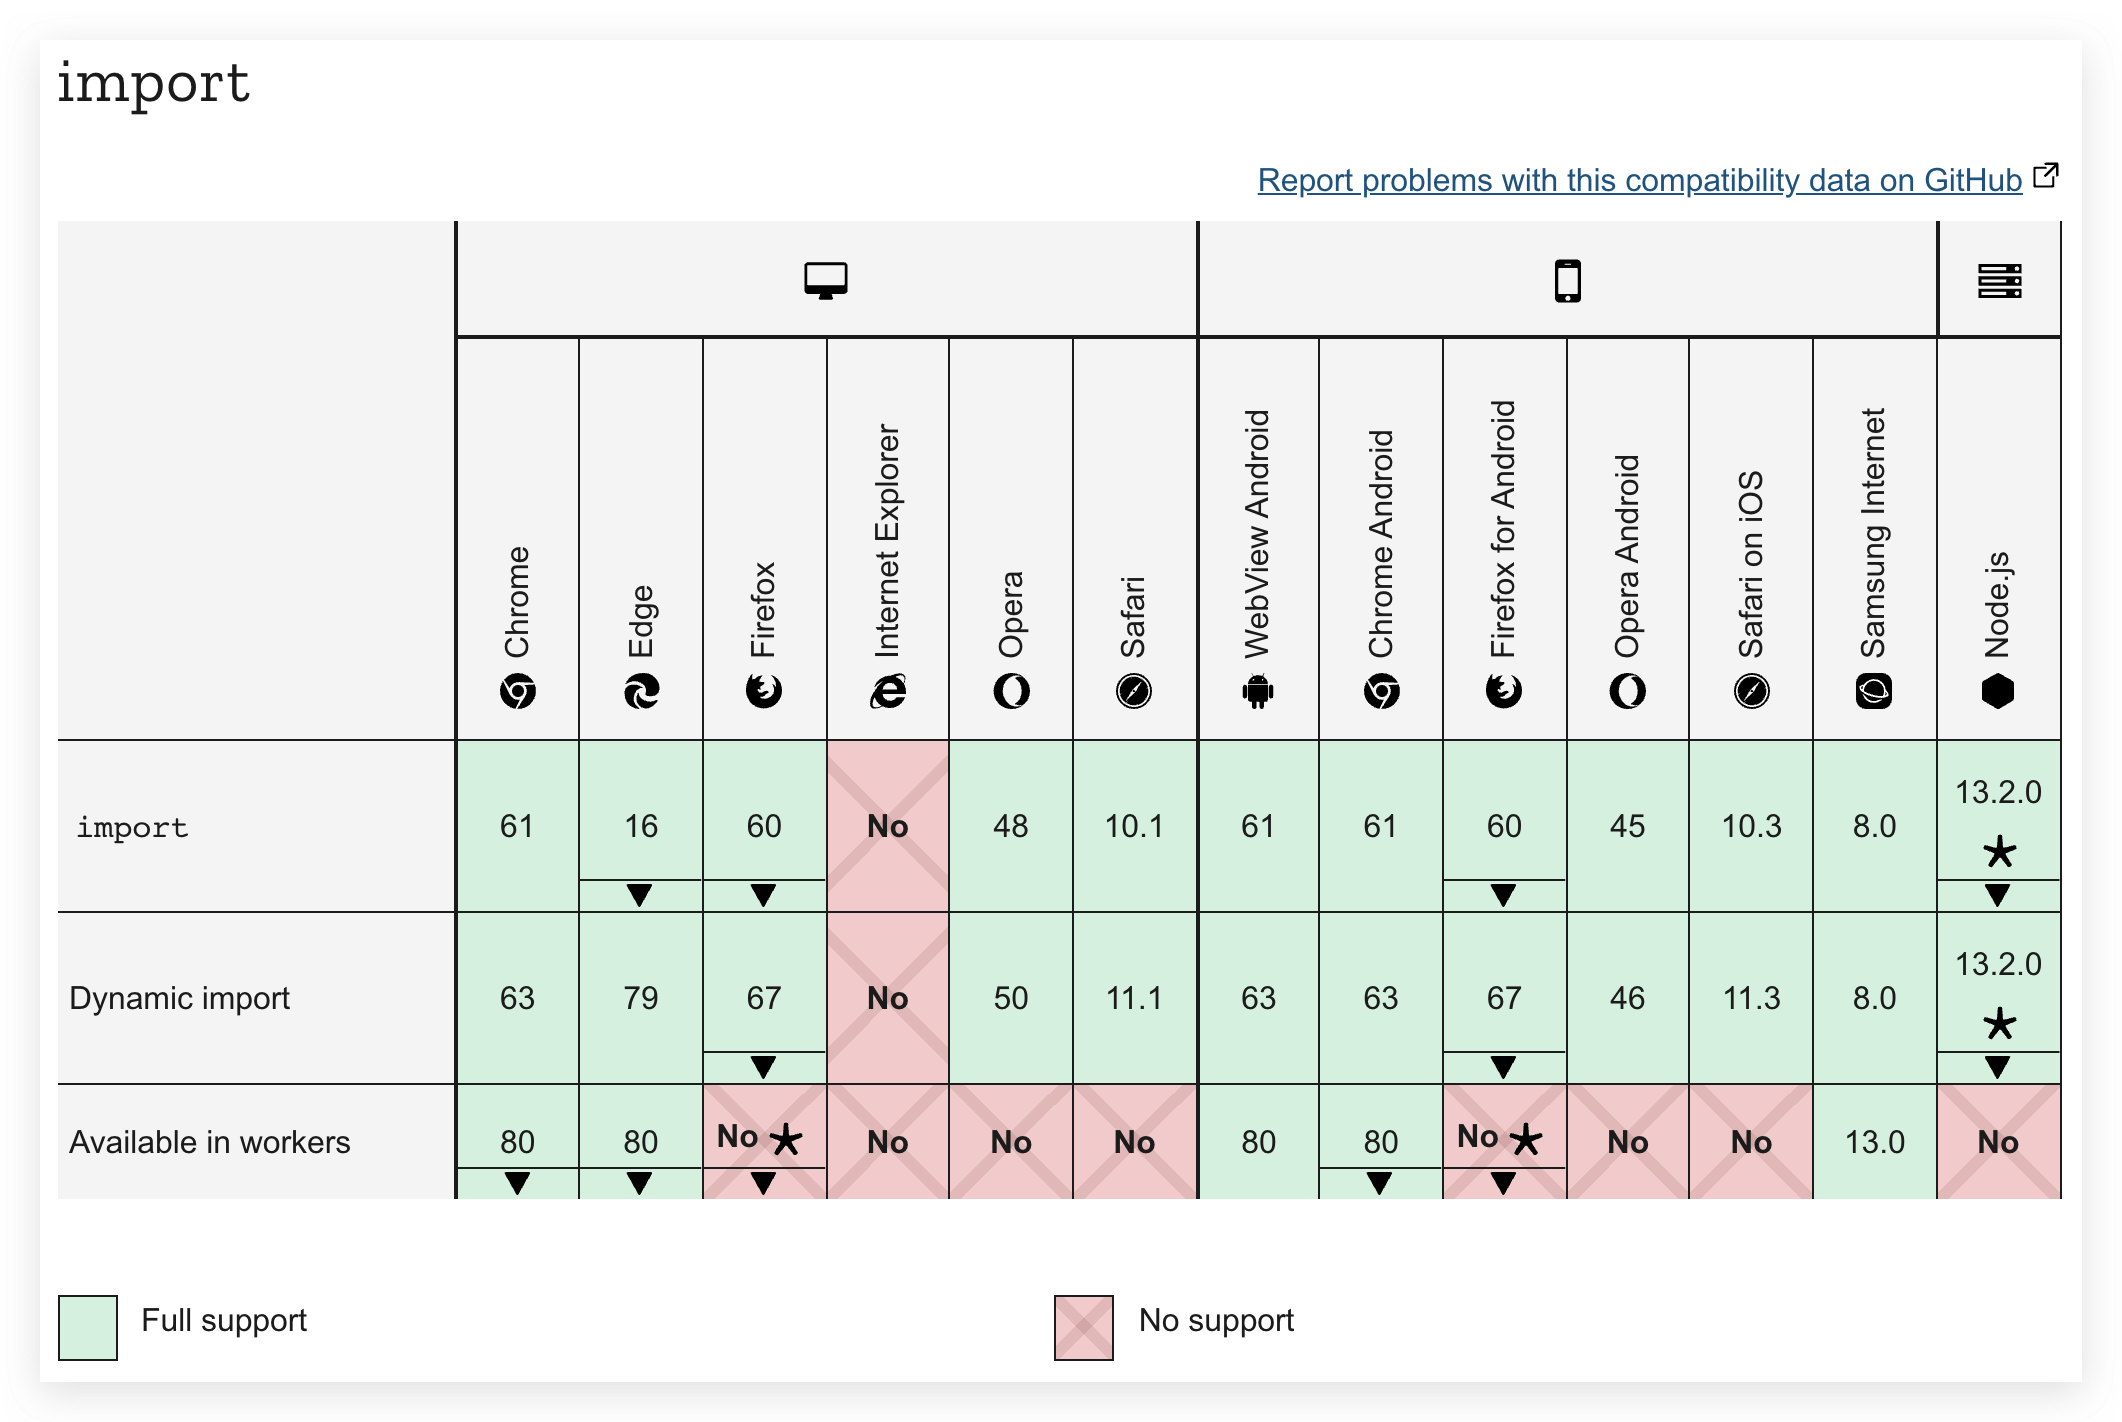 import
Report problems with this compatibility data on GitHub
Chrome
Edge
Firefox
Internet Explorer
Opera
Safari
WebView Android
Chrome Android
Firefox for Android
Opera Android
Safari on iOS
Samsung Internet
Node.js
import 61 16 60 No 48 10.1 61 61 60 45 10.3 8.0 13.2.0 *
Dynamic import 63 79 67 No 50 11.1 63 63 67 46 11.3 8.0 13.2.0 *
Available in workers 80 80 No * No No No 80 80 No * No No 13.0 No
Full support
No support